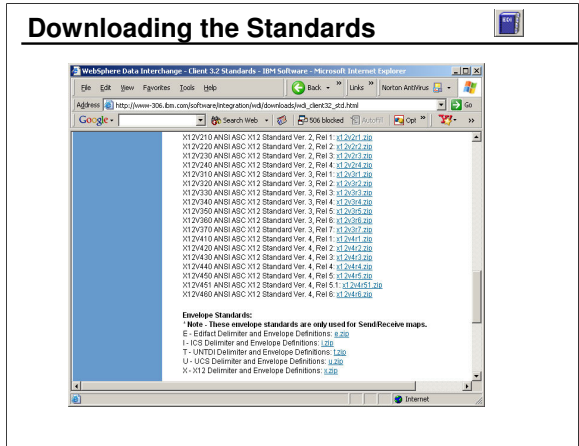 Downloading the Standards
EDI
WebSphere Data Interchange - Client 3.2 Standards - IBM Software - Microsoft Internet Explorer
File Edit View Favorites Tools Help
Back
Links
Norton AntiVirus
Address http://www-306.ibm.com/software/integration/wdi/downloads/wdi_client32_std.html
Go
Google
Search Web
506 blocked
AutoFill
Opt
X12V210 ANSI ASC X12 Standard Ver. 2, Rel 1: x12v2r1.zip
X12V220 ANSI ASC X12 Standard Ver. 2, Rel 2: x12v2r2.zip
X12V230 ANSI ASC X12 Standard Ver. 2, Rel 3: x12v2r3.zip
X12V240 ANSI ASC X12 Standard Ver. 2, Rel 4: x12v2r4.zip
X12V310 ANSI ASC X12 Standard Ver. 3, Rel 1: x12v3r1.zip
X12V320 ANSI ASC X12 Standard Ver. 3, Rel 2: x12v3r2.zip
X12V330 ANSI ASC X12 Standard Ver. 3, Rel 3: x12v3r3.zip
X12V340 ANSI ASC X12 Standard Ver. 3, Rel 4: x12v3r4.zip
X12V350 ANSI ASC X12 Standard Ver. 3, Rel 5: x12v3r5.zip
X12V360 ANSI ASC X12 Standard Ver. 3, Rel 6: x12v3r6.zip
X12V370 ANSI ASC X12 Standard Ver. 3, Rel 7: x12v3r7.zip
X12V410 ANSI ASC X12 Standard Ver. 4, Rel 1: x12v4r1.zip
X12V420 ANSI ASC X12 Standard Ver. 4, Rel 2: x12v4r2.zip
X12V430 ANSI ASC X12 Standard Ver. 4, Rel 3: x12v4r3.zip
X12V440 ANSI ASC X12 Standard Ver. 4, Rel 4: x12v4r4.zip
X12V450 ANSI ASC X12 Standard Ver. 4, Rel 5: x12v4r5.zip
X12V451 ANSI ASC X12 Standard Ver. 4, Rel 5.1: x12v4r51.zip
X12V460 ANSI ASC X12 Standard Ver. 4, Rel 6: x12v4r6.zip
Envelope Standards:
* Note - These envelope standards are only used for Send/Receive maps.
E - Edifact Delimiter and Envelope Definitions: e.zip
I - ICS Delimiter and Envelope Definitions: i.zip
T - UNTDI Delimiter and Envelope Definitions: t.zip
U - UCS Delimiter and Envelope Definitions: u.zip
X - X12 Delimiter and Envelope Definitions: x.zip
Internet